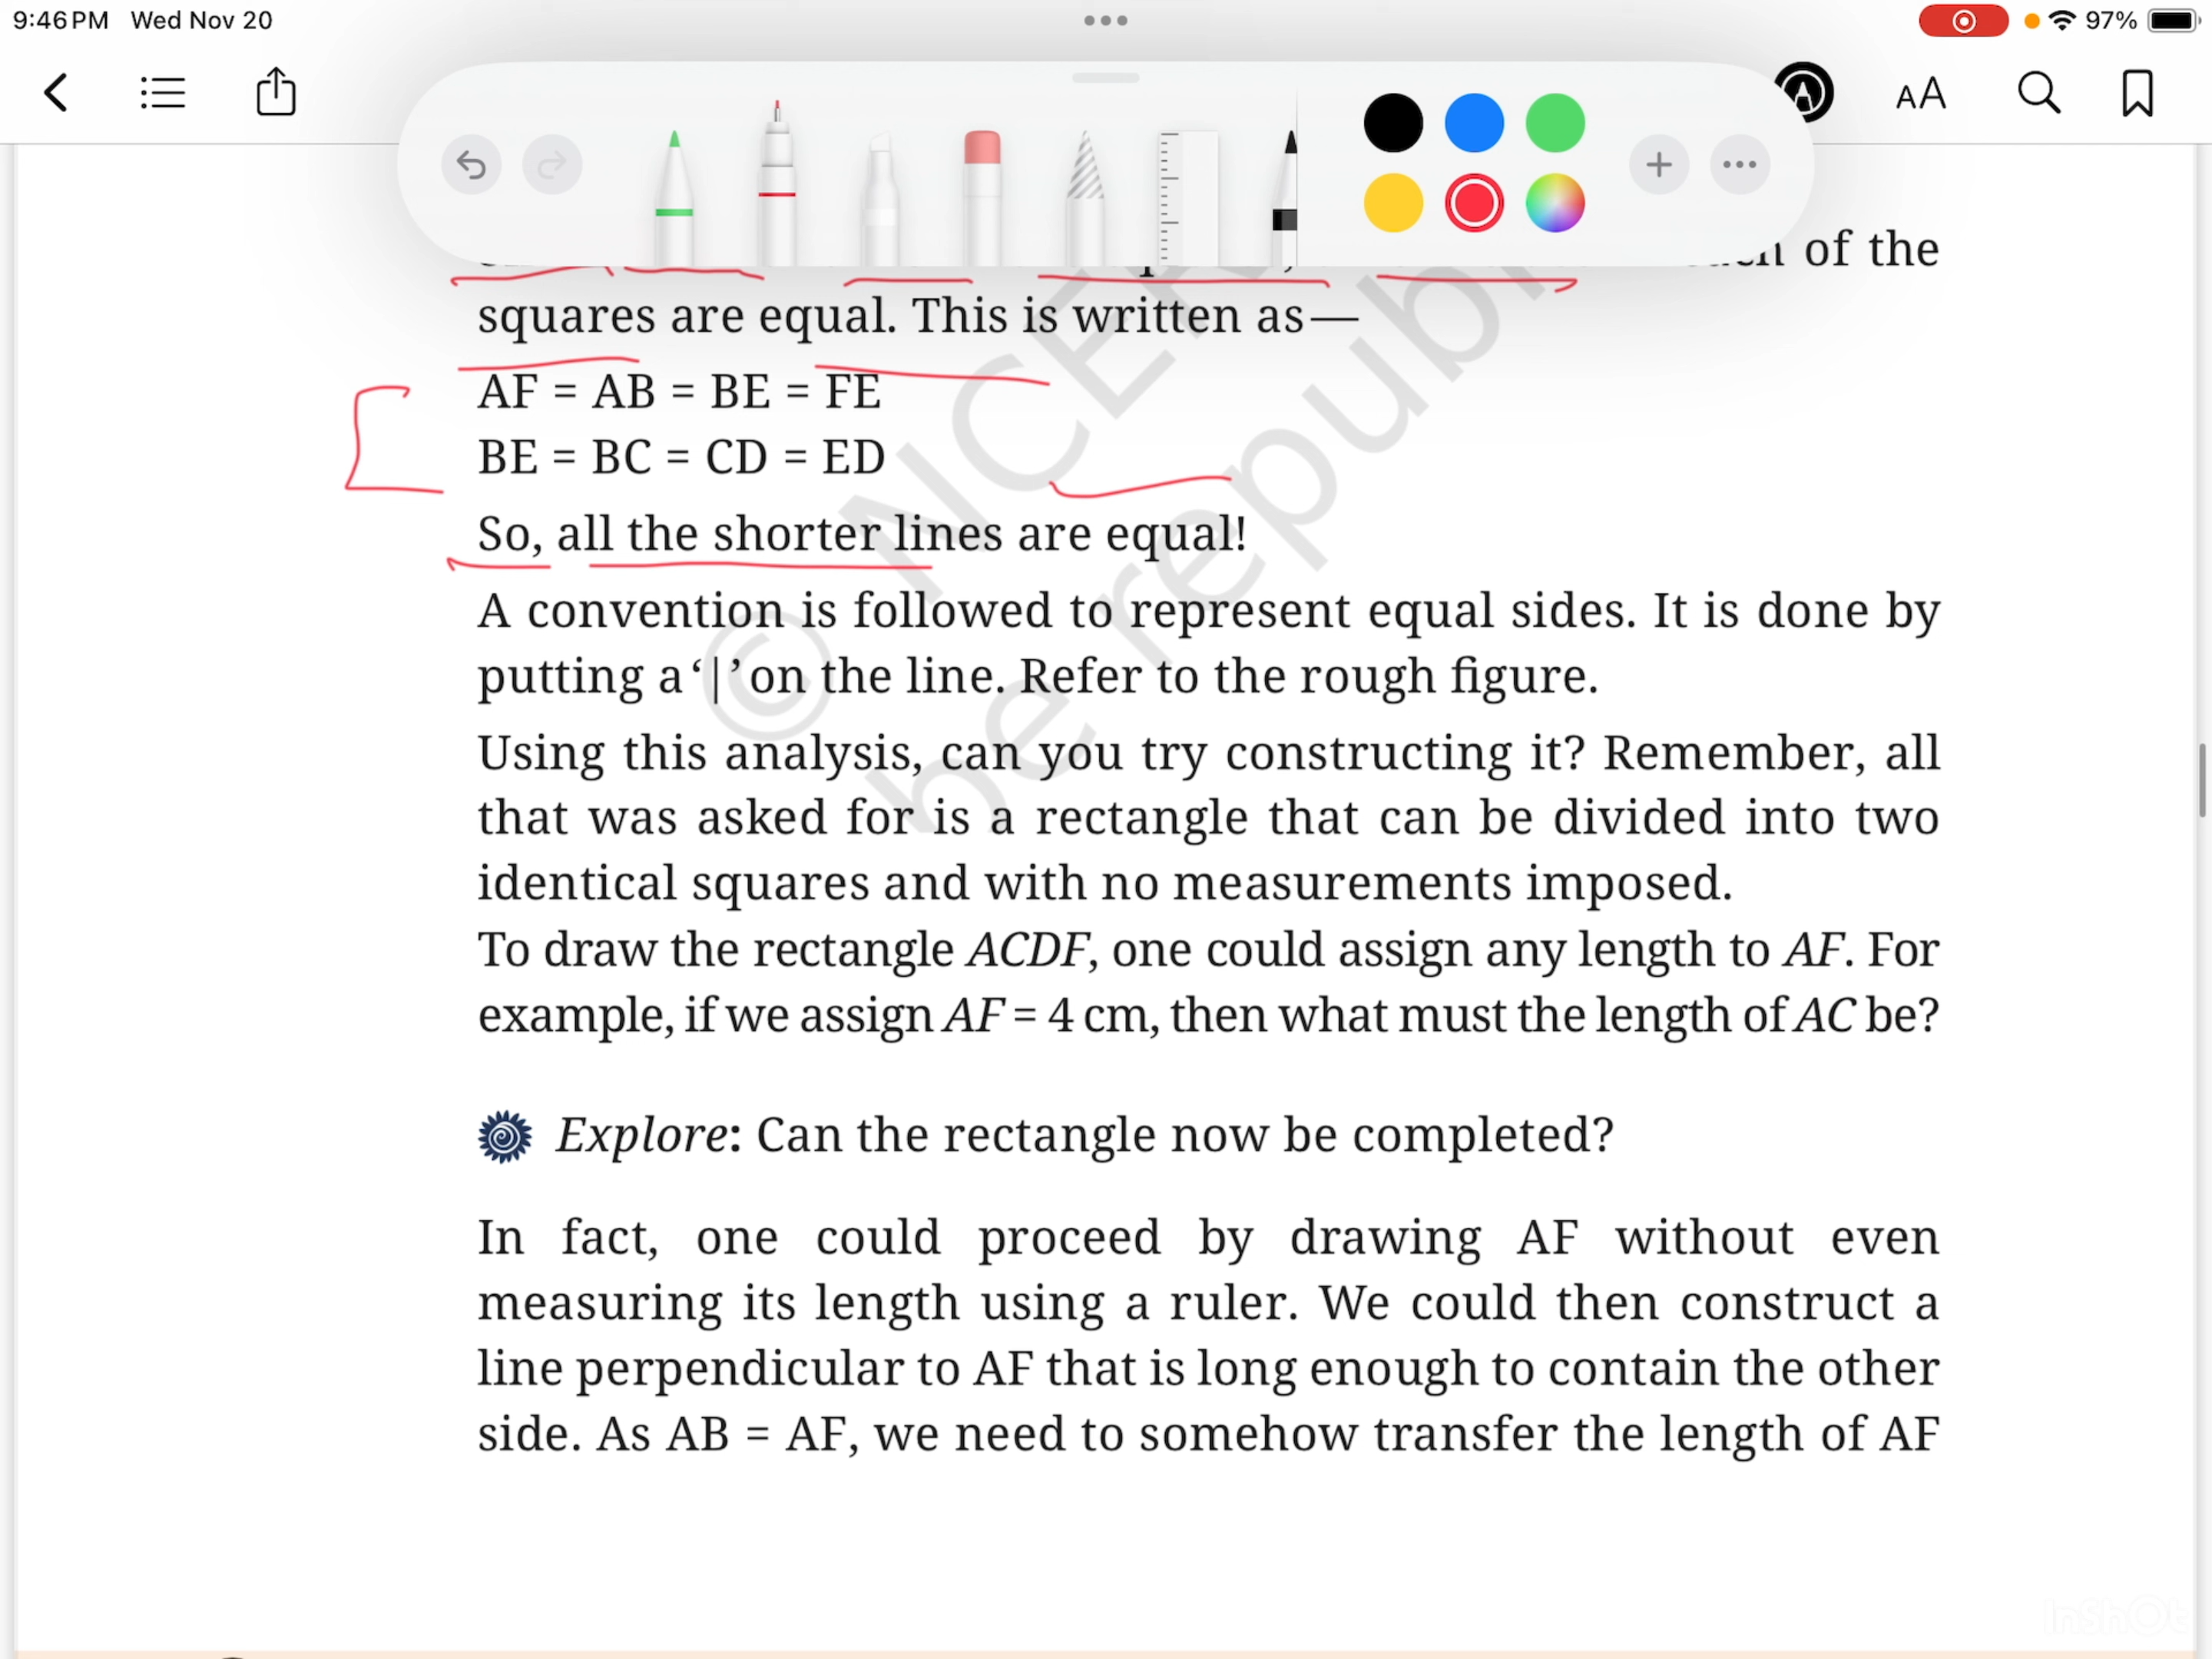 9:46 PM Wed Nov 20
97%
AA
of the
squares are equal. This is written as—
AF = AB = BE = FE
BE = BC = CD = ED
So, all the shorter lines are equal!
A convention is followed to represent equal sides. It is done by
putting a ‘|’ on the line. Refer to the rough figure.
Using this analysis, can you try constructing it? Remember, all
that was asked for is a rectangle that can be divided into two
identical squares and with no measurements imposed.
To draw the rectangle ACDF, one could assign any length to AF. For
example, if we assign AF = 4 cm, then what must the length of AC be?
Explore: Can the rectangle now be completed?
In fact, one could proceed by drawing AF without even
measuring its length using a ruler. We could then construct a
line perpendicular to AF that is long enough to contain the other
side. As AB = AF, we need to somehow transfer the length of AF
© NCER
be republ
InShOt